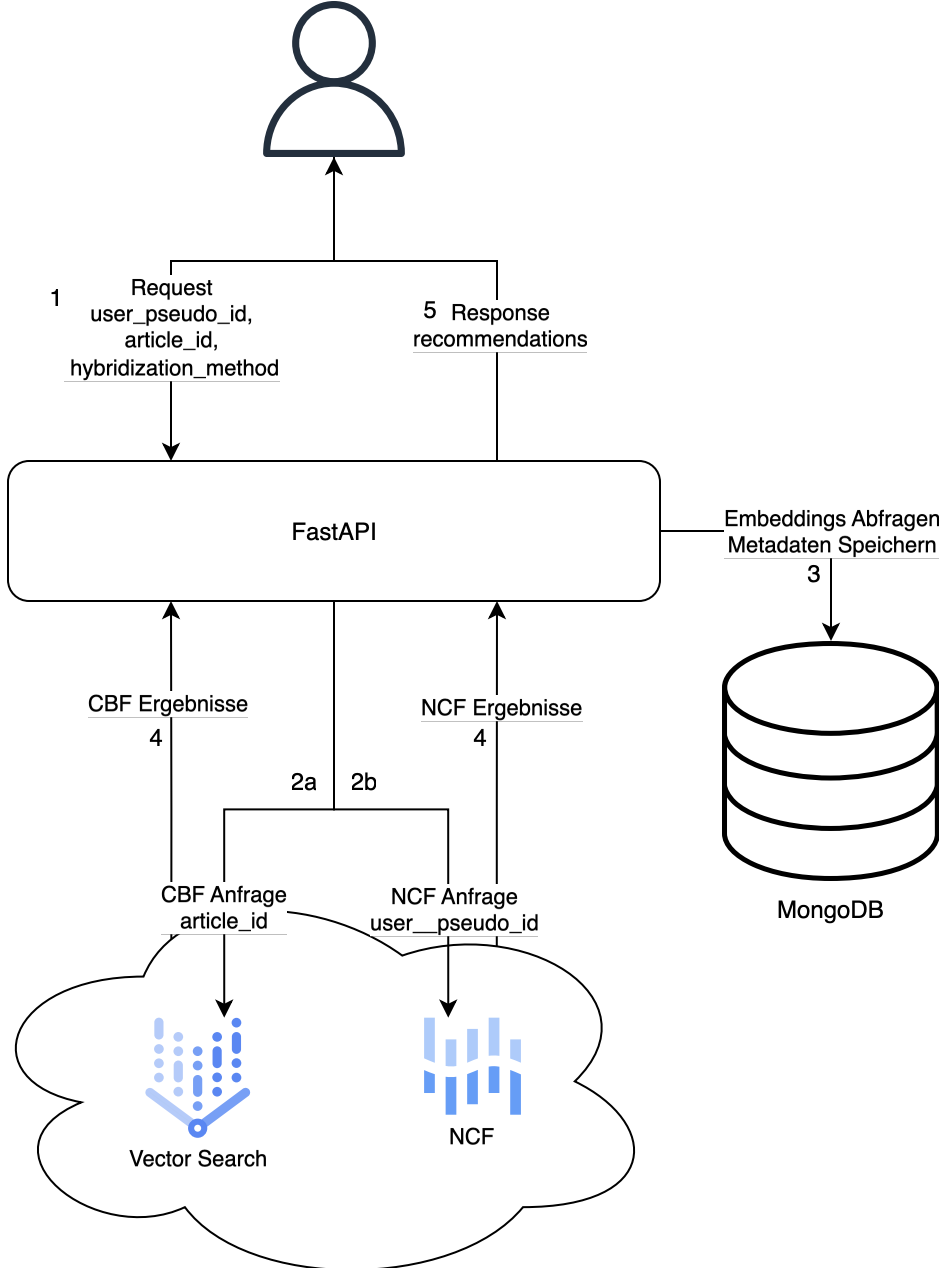 1
Request
user_pseudo_id,
article_id,
hybridization_method
5
Response
recommendations
FastAPI
Embeddings Abfragen
Metadaten Speichern
3
CBF Ergebnisse
4
NCF Ergebnisse
4
2a
2b
CBF Anfrage
article_id
NCF Anfrage
user__pseudo_id
MongoDB
Vector Search
NCF